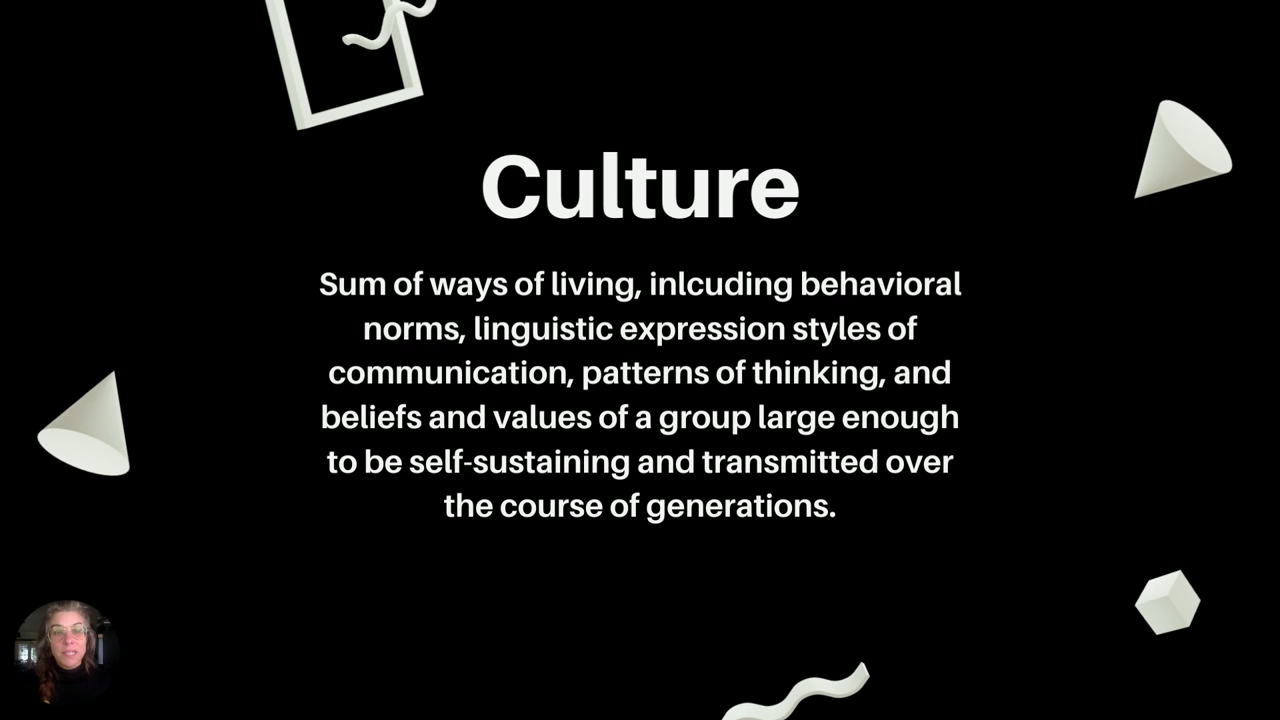 Culture
Sum of ways of living, inlcuding behavioral
norms, linguistic expression styles of
communication, patterns of thinking, and
beliefs and values of a group large enough
to be self-sustaining and transmitted over
the course of generations.